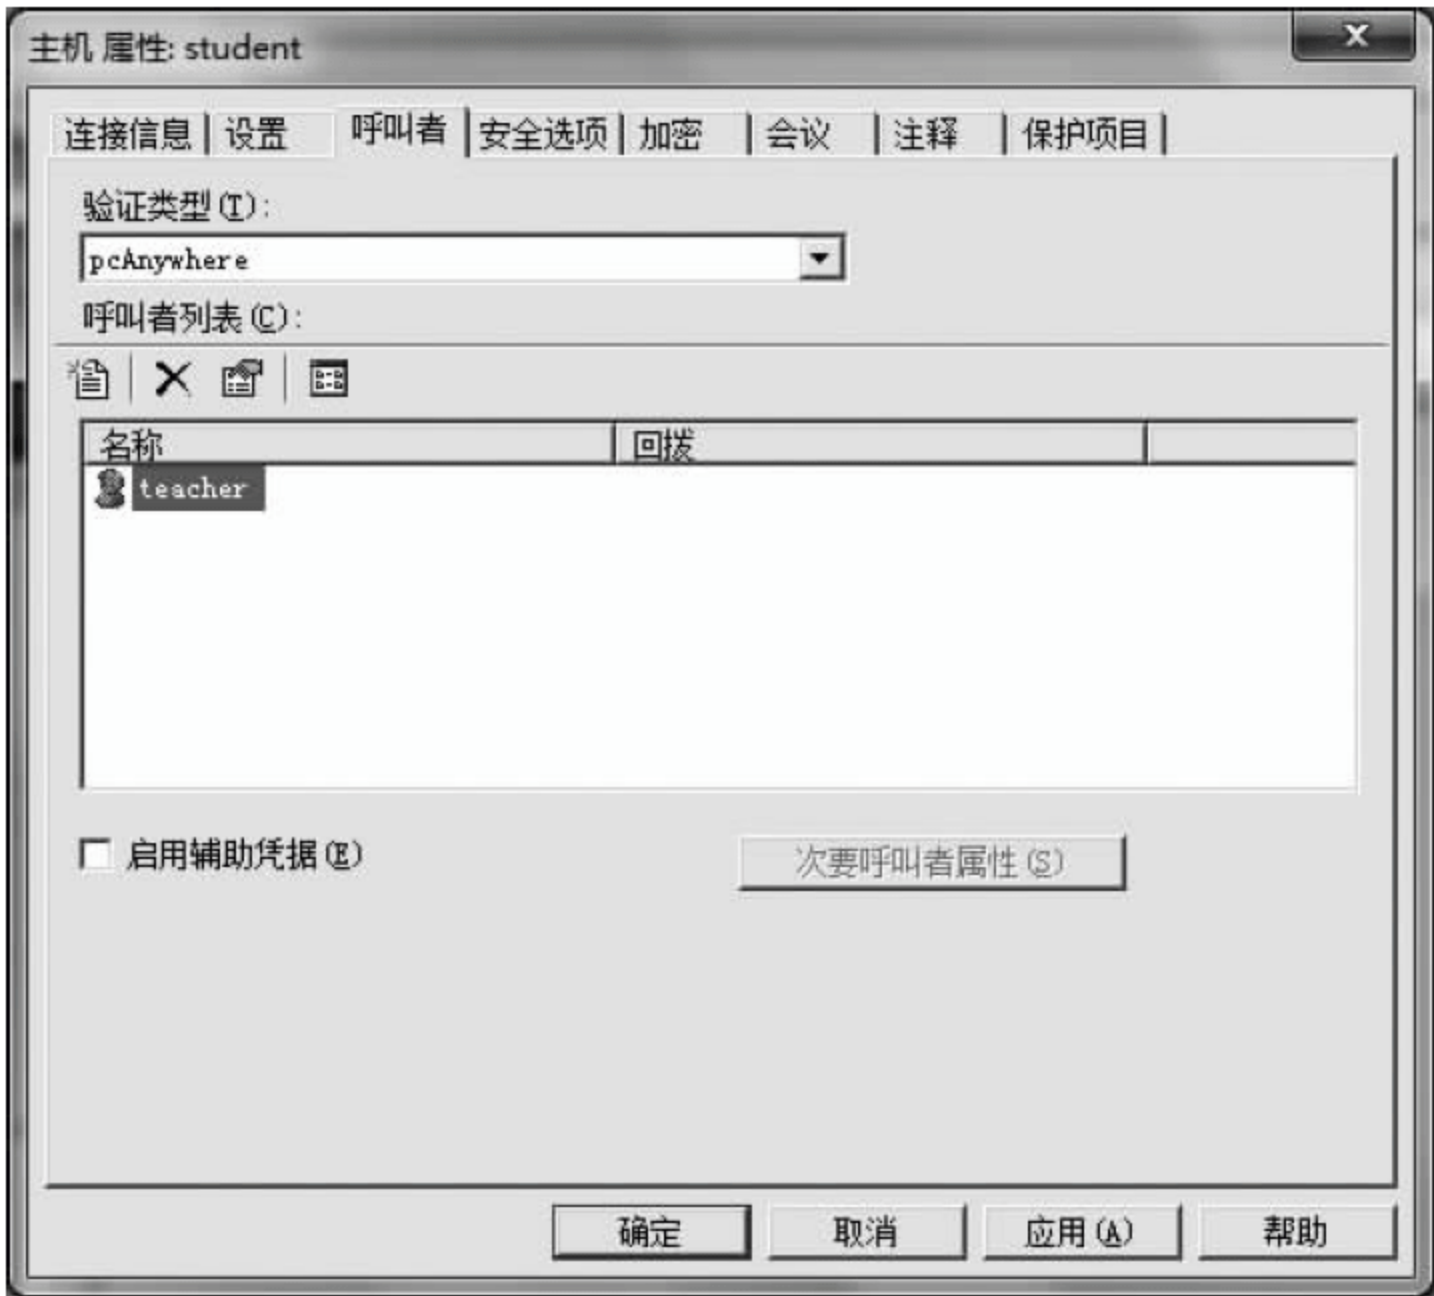 主机 属性: student
连接信息 设置 呼叫者 安全选项 加密 会议 注释 保护项目
验证类型(T):
pcAnywhere
呼叫者列表(C):
名称 回拨
teacher
启用辅助凭据(E) 次要呼叫者属性(S)
确定 取消 应用(A) 帮助